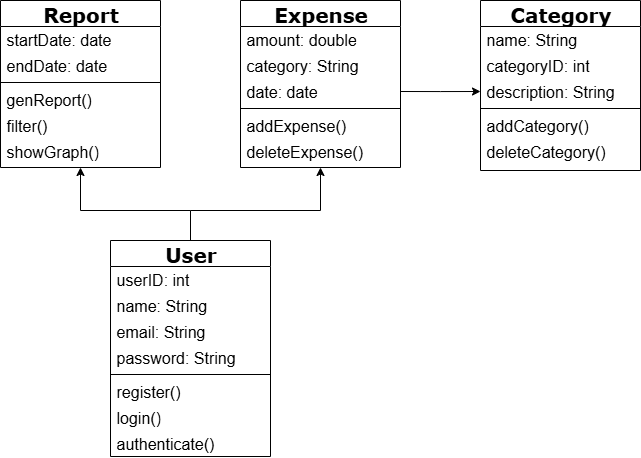 Report
startDate: date
endDate: date
genReport()
filter()
showGraph()
Expense
amount: double
category: String
date: date
addExpense()
deleteExpense()
Category
name: String
categoryID: int
description: String
addCategory()
deleteCategory()
User
userID: int
name: String
email: String
password: String
register()
login()
authenticate()